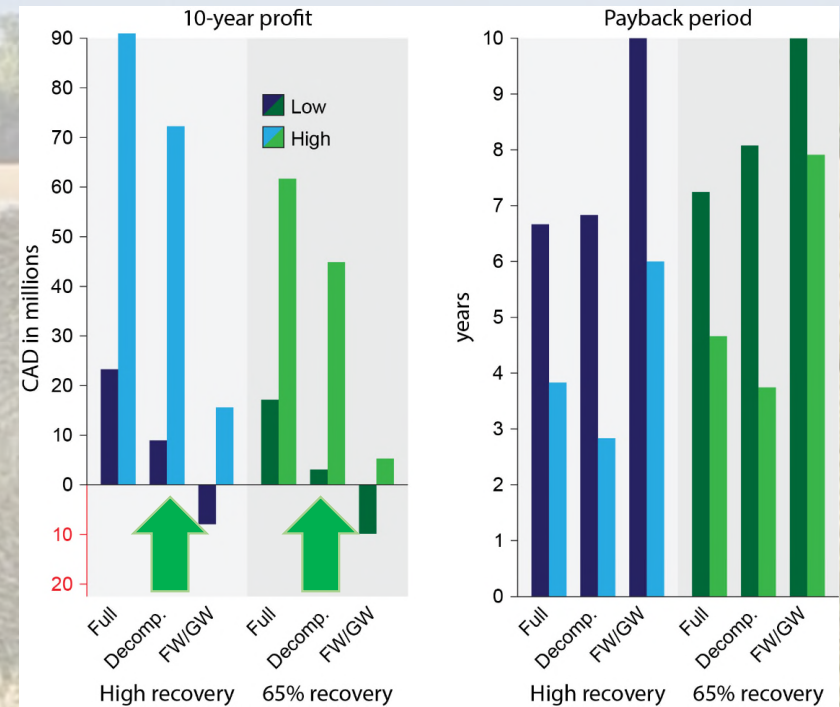 10-year profit
CAD in millions
90
80
70
60
50
40
30
20
10
0
10
20
Low
High
Full
Decomp.
FW/GW
Full
Decomp.
FW/GW
High recovery
65% recovery
Payback period
years
10
9
8
7
6
5
4
3
2
1
0
Full
Decomp.
FW/GW
Full
Decomp.
FW/GW
High recovery
65% recovery